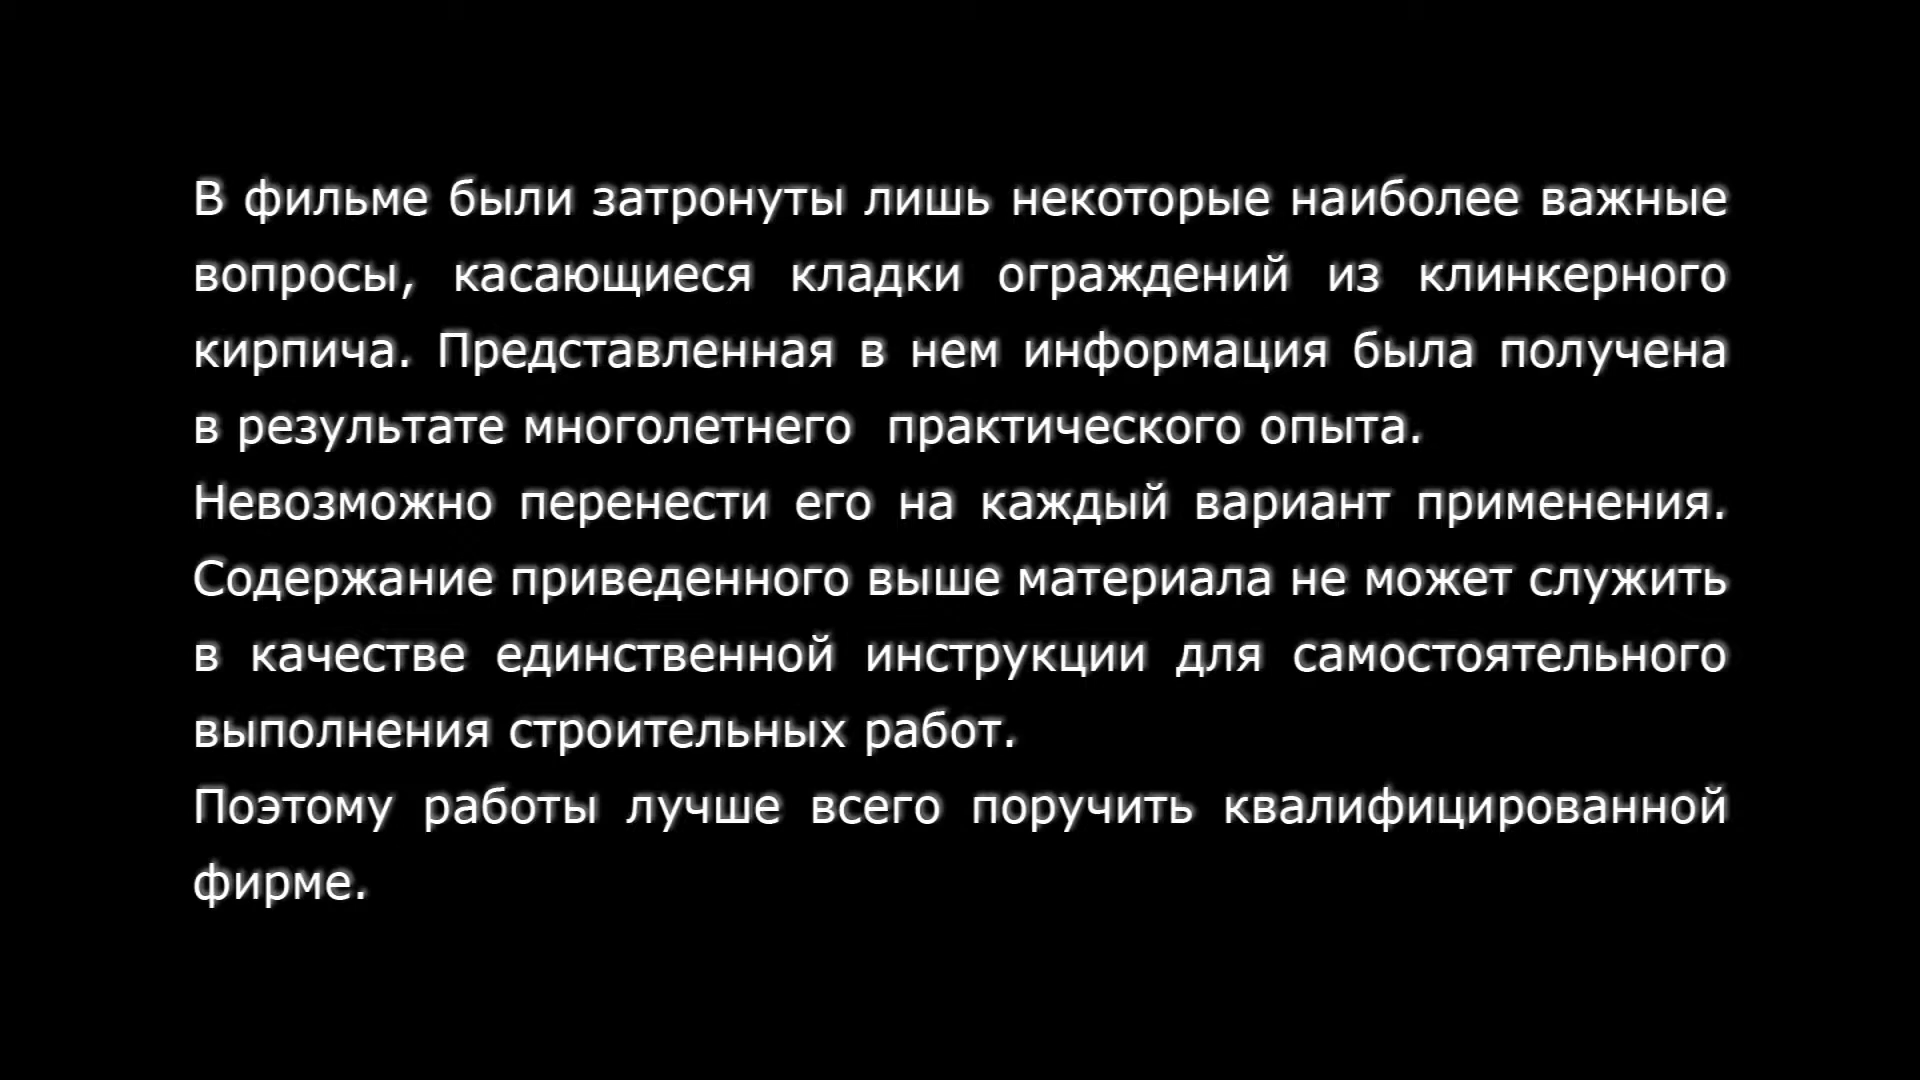 В фильме были затронуты лишь некоторые наиболее важные
вопросы, касающиеся кладки ограждений из клинкерного
кирпича. Представленная в нем информация была получена
в результате многолетнего практического опыта.
Невозможно перенести его на каждый вариант применения.
Содержание приведенного выше материала не может служить
в качестве единственной инструкции для самостоятельного
выполнения строительных работ.
Поэтому работы лучше всего поручить квалифицированной
фирме.